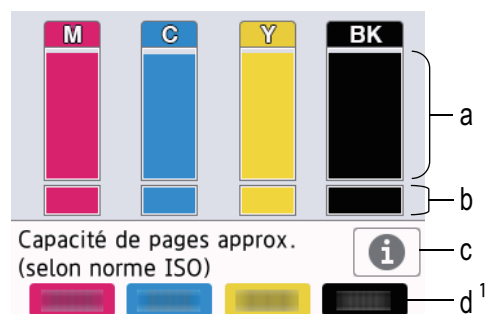 M C Y BK
a
b
Capacité de pages approx.
(selon norme ISO)
c
d 1